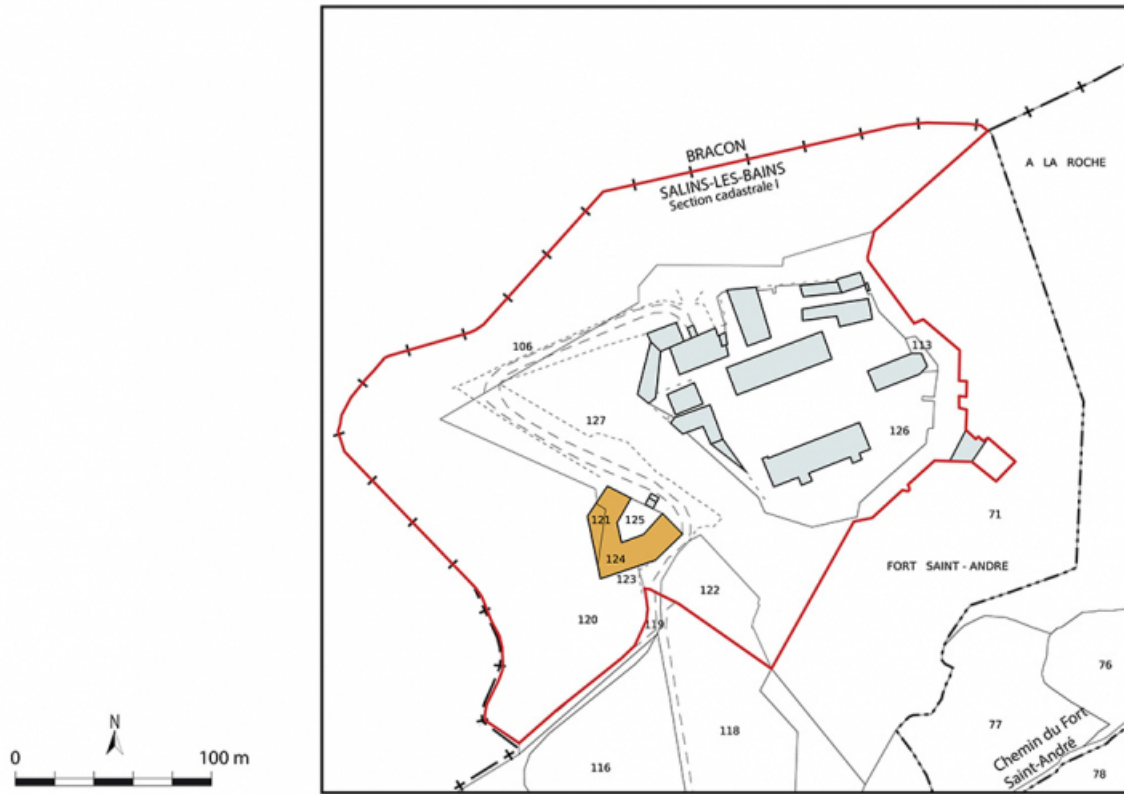 BRACON
SALINS-LES-BAINS
Section cadastrale I
A LA ROCHE
106
113
127
126
121
125
71
124
FORT SAINT-ANDRE
123
122
120
119
76
77
118
Chemin du Fort
Saint-André
116
78
N
0 100 m